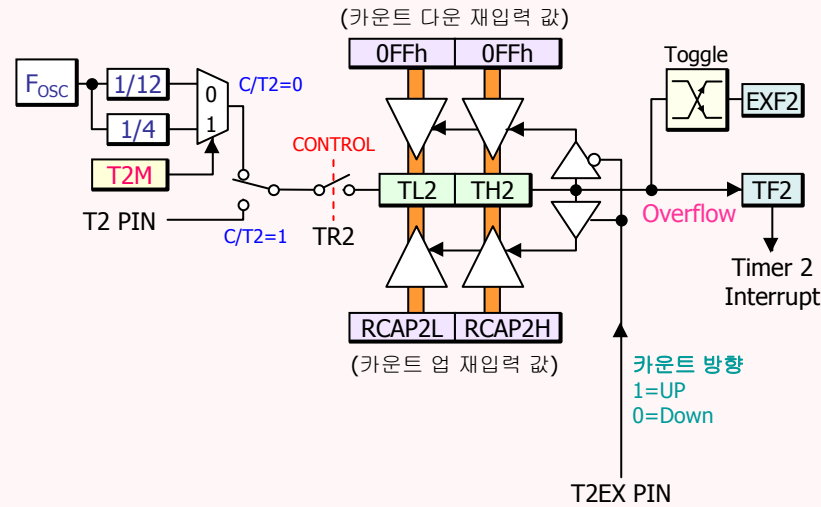 (카운트 다운 재입력 값)
0FFh 0FFh
Toggle
F_OSC 1/12 0 C/T2=0
EXF2
1/4 1
CONTROL
T2M
TL2 TH2 TF2
T2 PIN
Overflow
C/T2=1 TR2
Timer 2
Interrupt
RCAP2L RCAP2H
(카운트 업 재입력 값)
카운트 방향
1=UP
0=Down
T2EX PIN